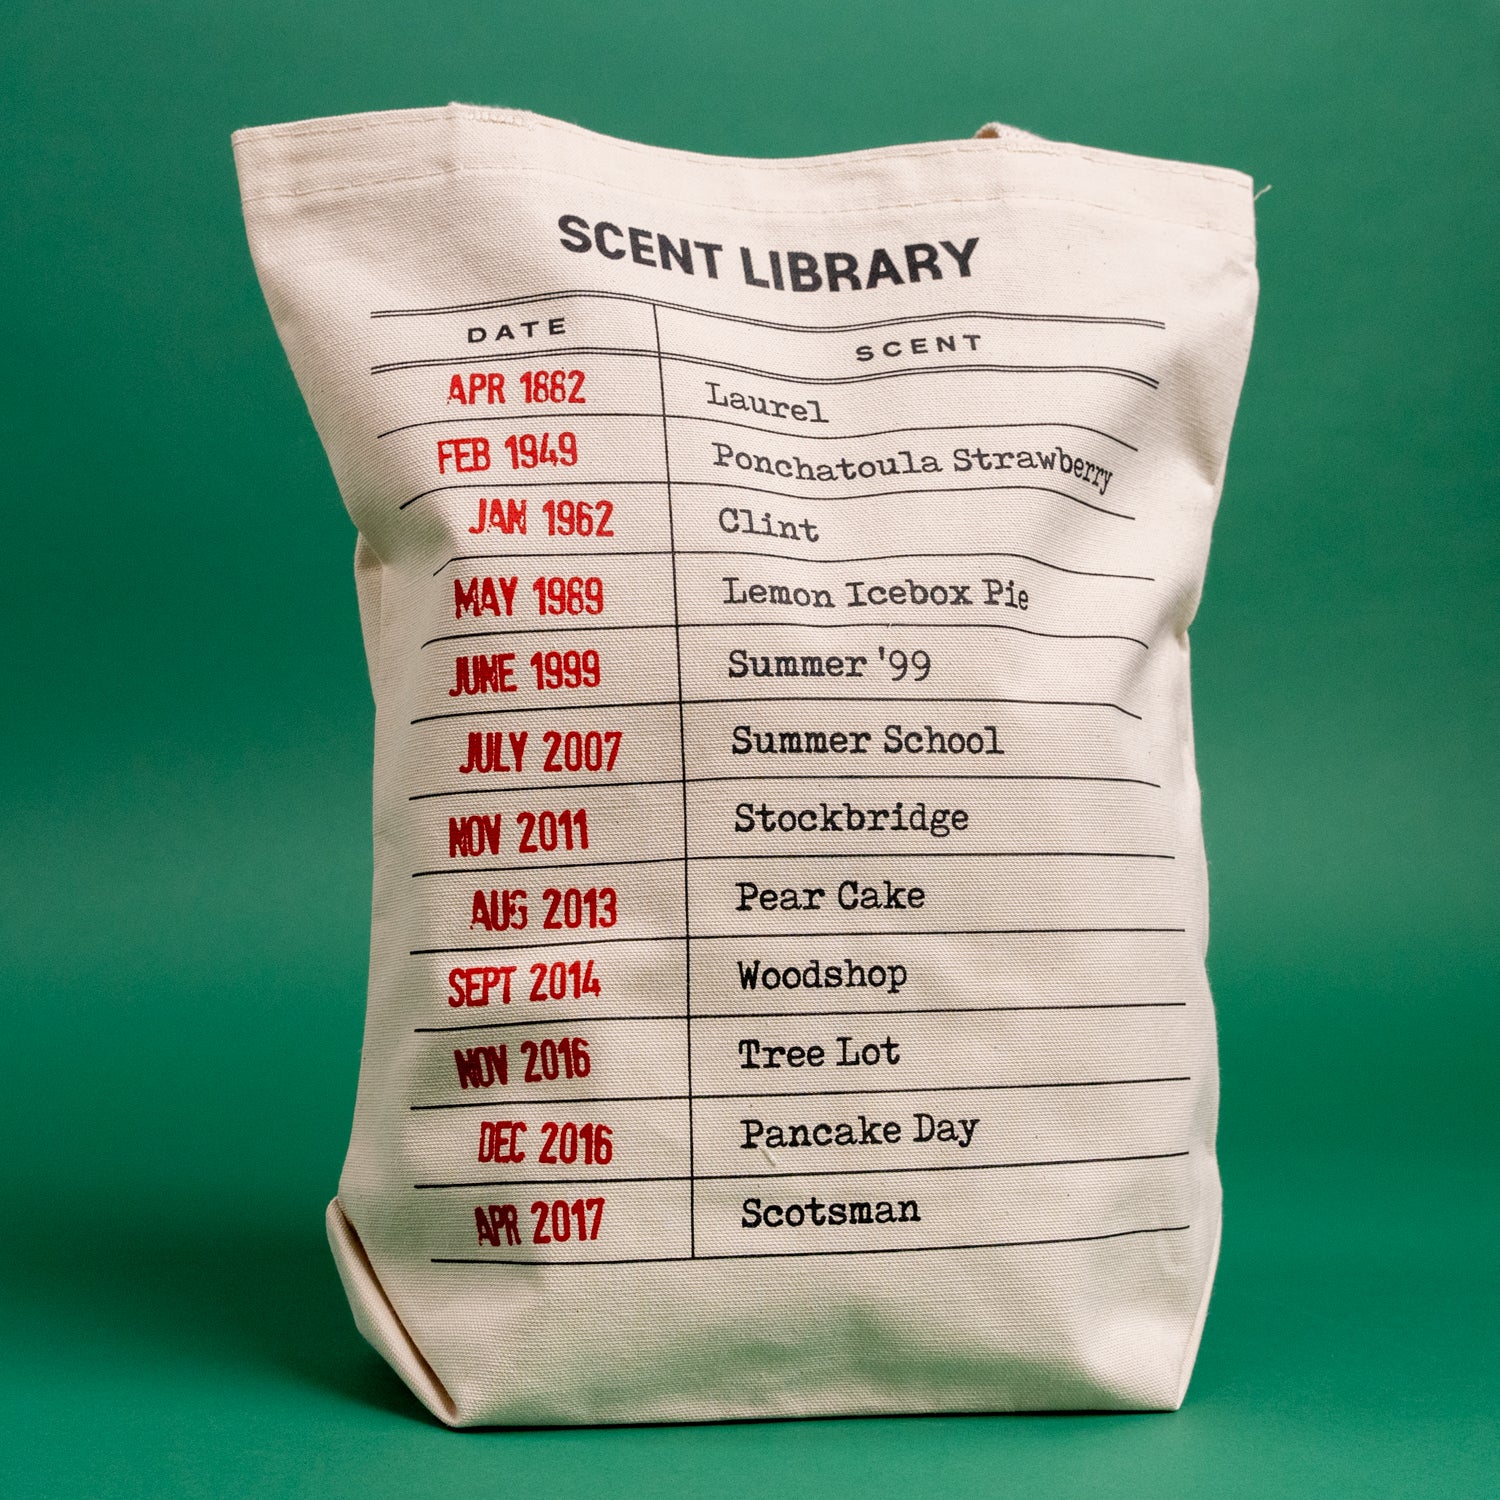 SCENT LIBRARY
DATE SCENT
APR 1882 Laurel
FEB 1949 Ponchatoula Strawberry
JAN 1962 Clint
MAY 1989 Lemon Icebox Pie
JUNE 1999 Summer '99
JULY 2007 Summer School
NOV 2011 Stockbridge
AUG 2013 Pear Cake
SEPT 2014 Woodshop
NOV 2016 Tree Lot
DEC 2016 Pancake Day
APR 2017 Scotsman